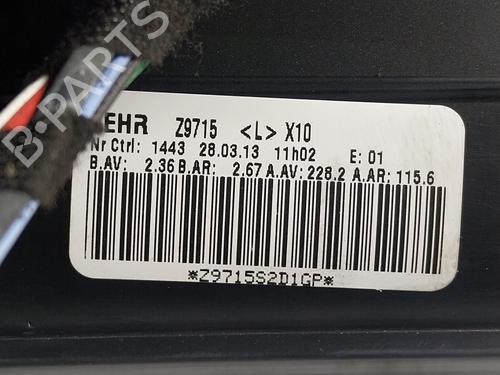 B-PARTS
EHR Z9715 <L> X10
Nr Ctrl: 1443 28.03.13 11h02 E: 01
B.AV: 2.36 B.AR: 2.67 A.AV: 228.2 A.AR: 115.6
*Z9715S2D1GP*